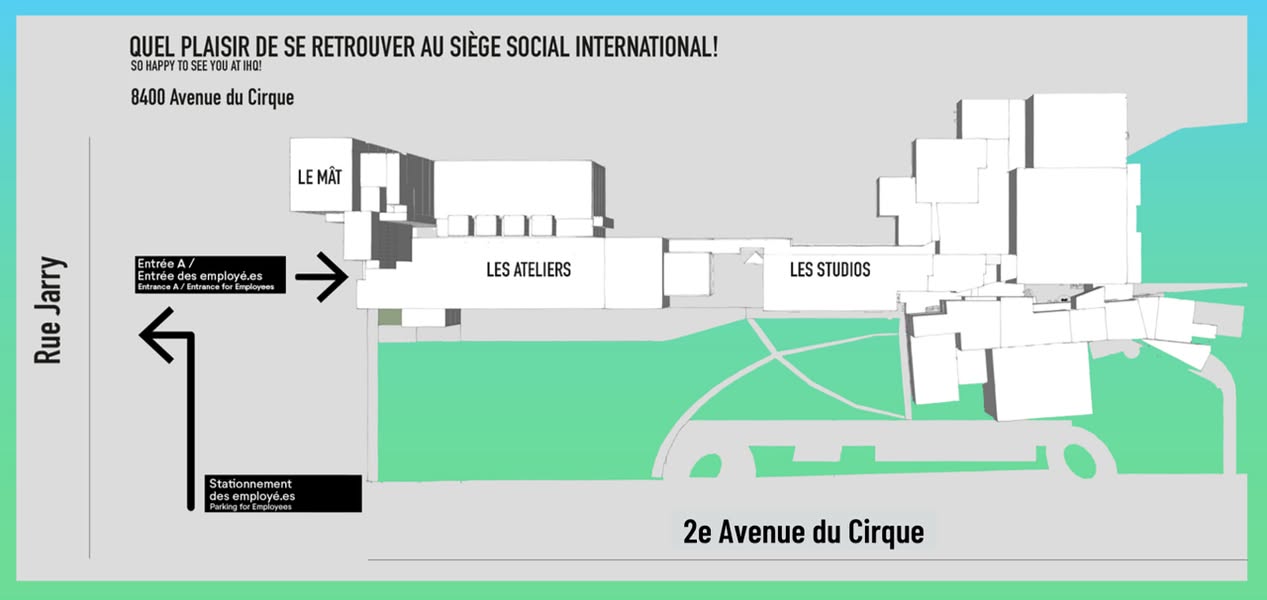 QUEL PLAISIR DE SE RETROUVER AU SIÈGE SOCIAL INTERNATIONAL!
SO HAPPY TO SEE YOU AT IHQ!
8400 Avenue du Cirque
LE MÂT
Entrée A /
Entrée des employé.es
Entrance A / Entrance for Employees
LES ATELIERS
LES STUDIOS
Rue Jarry
Stationnement
des employé.es
Parking for Employees
2e Avenue du Cirque